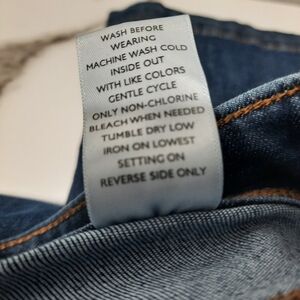 WASH BEFORE
WEARING
MACHINE WASH COLD
INSIDE OUT
WITH LIKE COLORS
GENTLE CYCLE
ONLY NON-CHLORINE
BLEACH WHEN NEEDED
TUMBLE DRY LOW
IRON ON LOWEST
SETTING ON
REVERSE SIDE ONLY